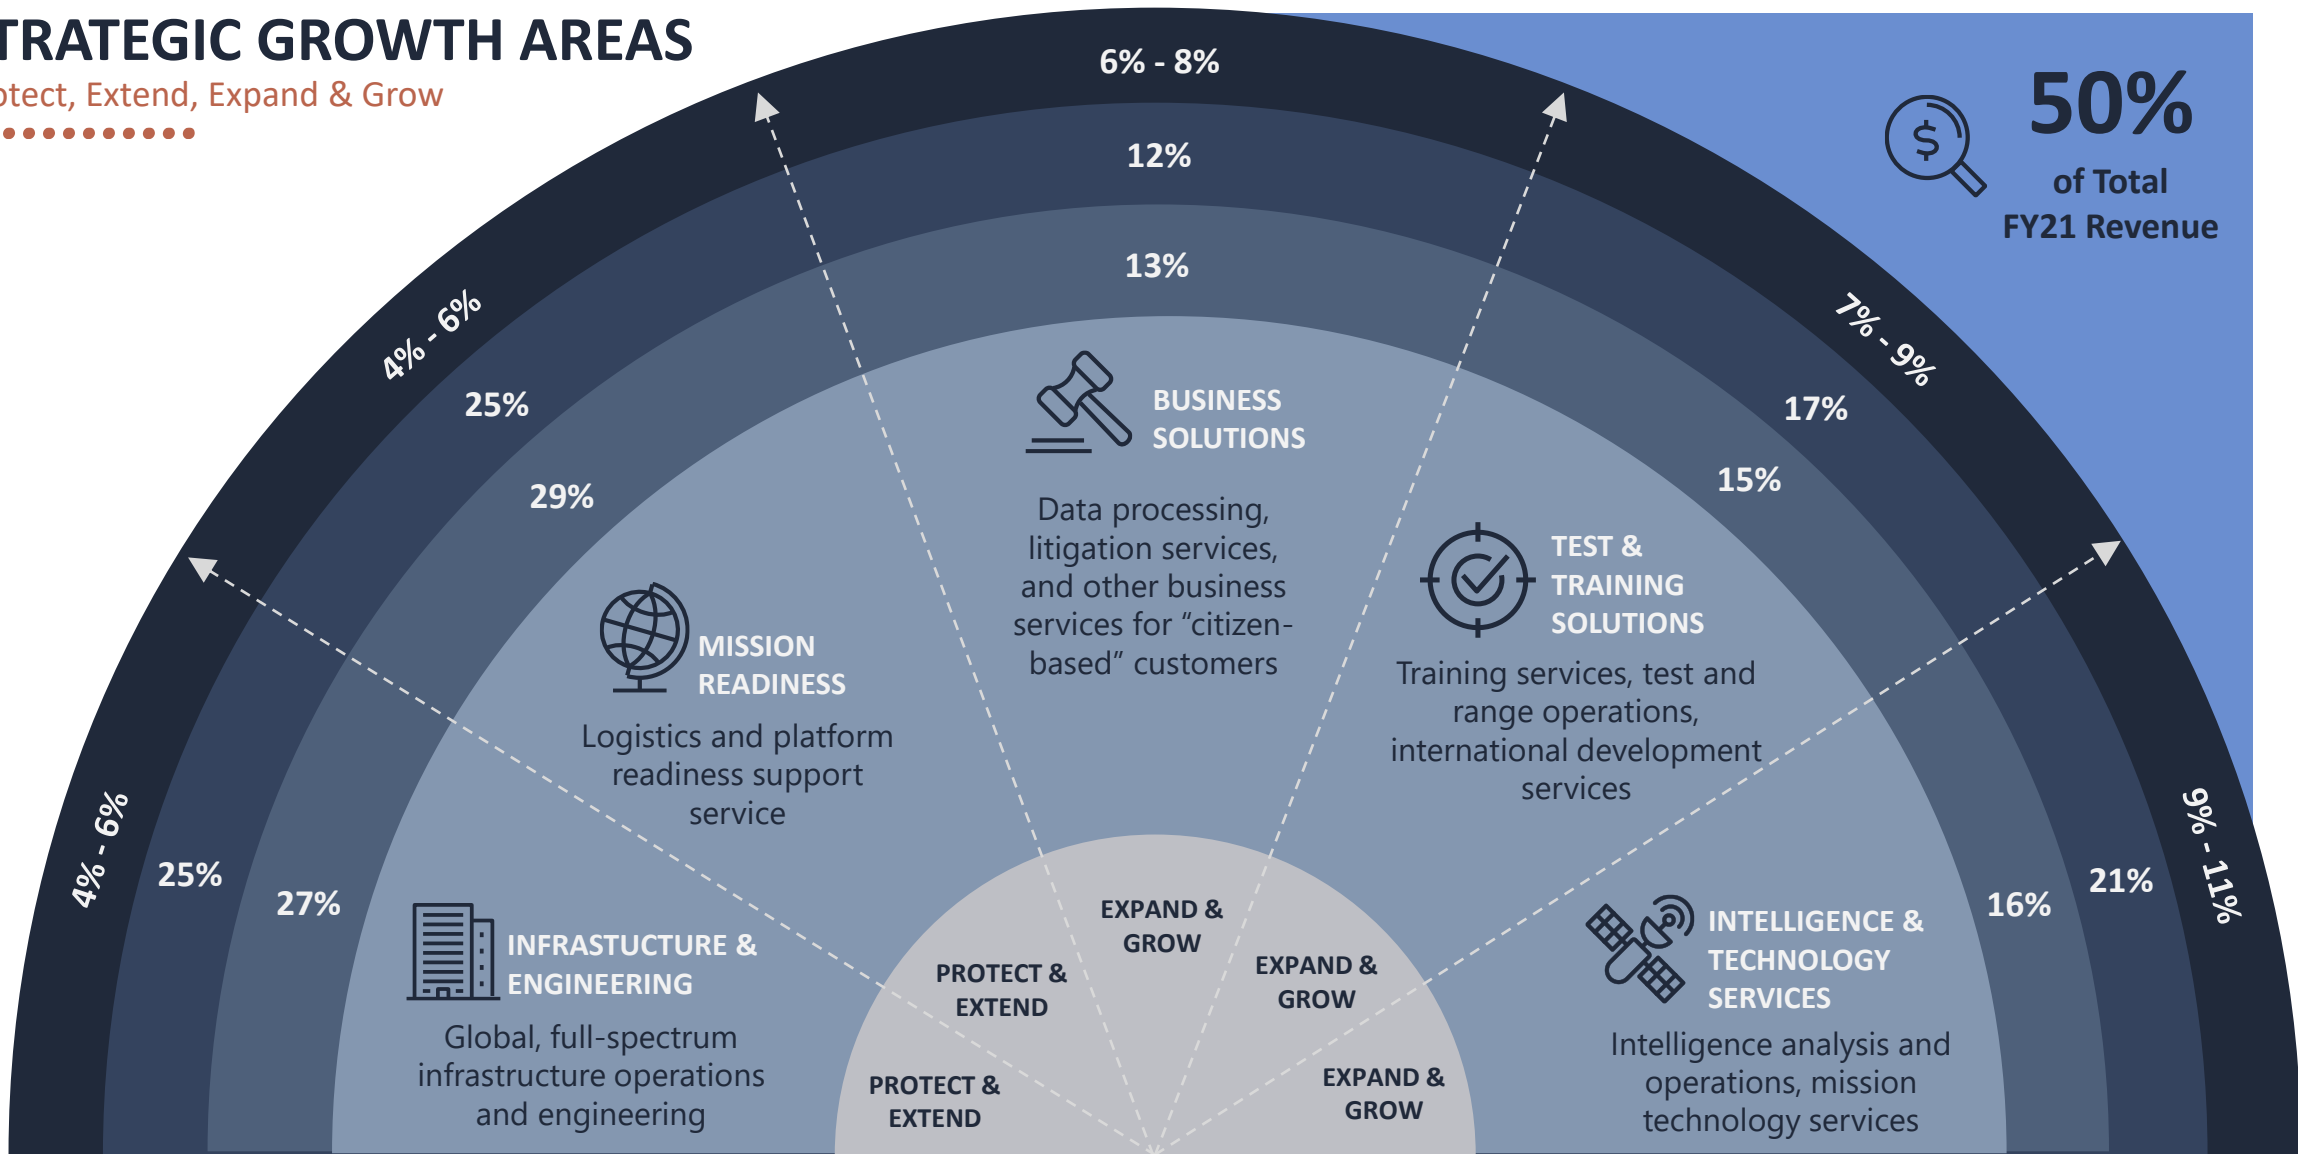 TRATEGIC GROWTH AREAS
otect, Extend, Expand & Grow
50%
of Total
FY21 Revenue
$
4% - 6%
25%
27%
INFRASTUCTURE &
ENGINEERING
Global, full-spectrum
infrastructure operations
and engineering
PROTECT &
EXTEND
4% - 6%
25%
29%
MISSION
READINESS
Logistics and platform
readiness support
service
PROTECT &
EXTEND
6% - 8%
12%
13%
BUSINESS
SOLUTIONS
Data processing,
litigation services,
and other business
services for “citizen-
based” customers
EXPAND &
GROW
7% - 9%
17%
15%
TEST &
TRAINING
SOLUTIONS
Training services, test and
range operations,
international development
services
EXPAND &
GROW
9% - 11%
21%
16%
INTELLIGENCE &
TECHNOLOGY
SERVICES
Intelligence analysis and
operations, mission
technology services
EXPAND &
GROW